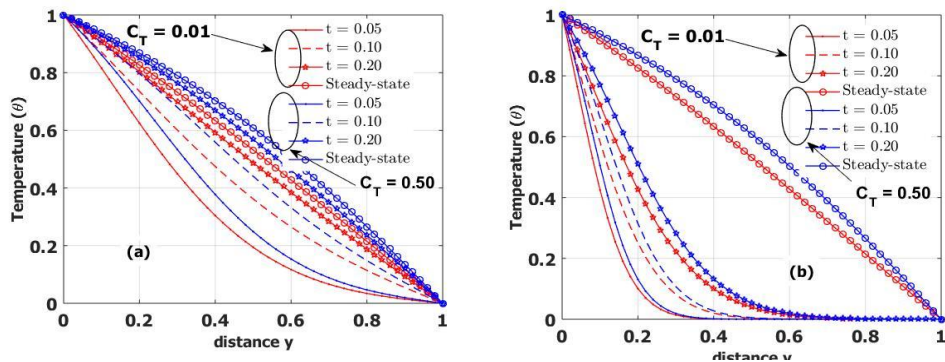 C_T = 0.01
t = 0.05
t = 0.10
t = 0.20
Steady-state
t = 0.05
t = 0.10
t = 0.20
Steady-state
C_T = 0.50
(a)
Temperature (θ)
1
0.8
0.6
0.4
0.2
0
0 0.2 0.4 0.6 0.8 1
distance y
C_T = 0.01
t = 0.05
t = 0.10
t = 0.20
Steady-state
t = 0.05
t = 0.10
t = 0.20
Steady-state
C_T = 0.50
(b)
Temperature (θ)
1
0.8
0.6
0.4
0.2
0
0 0.2 0.4 0.6 0.8 1
distance y